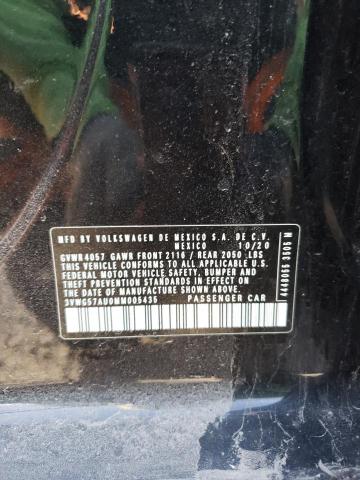 MFD. BY VOLKSWAGEN DE MEXICO S.A. DE C.V.
MEXICO 10/20
GVWR 4057 GAWR FRONT 2116 / REAR 2050 LBS
THIS VEHICLE CONFORMS TO ALL APPLICABLE U.S.
FEDERAL MOTOR VEHICLE SAFETY, BUMPER AND
THEFT PREVENTION STANDARDS IN EFFECT ON THE
DATE OF MANUFACTURE SHOWN ABOVE.
3VWG57AU0MM005435 PASSENGER CAR